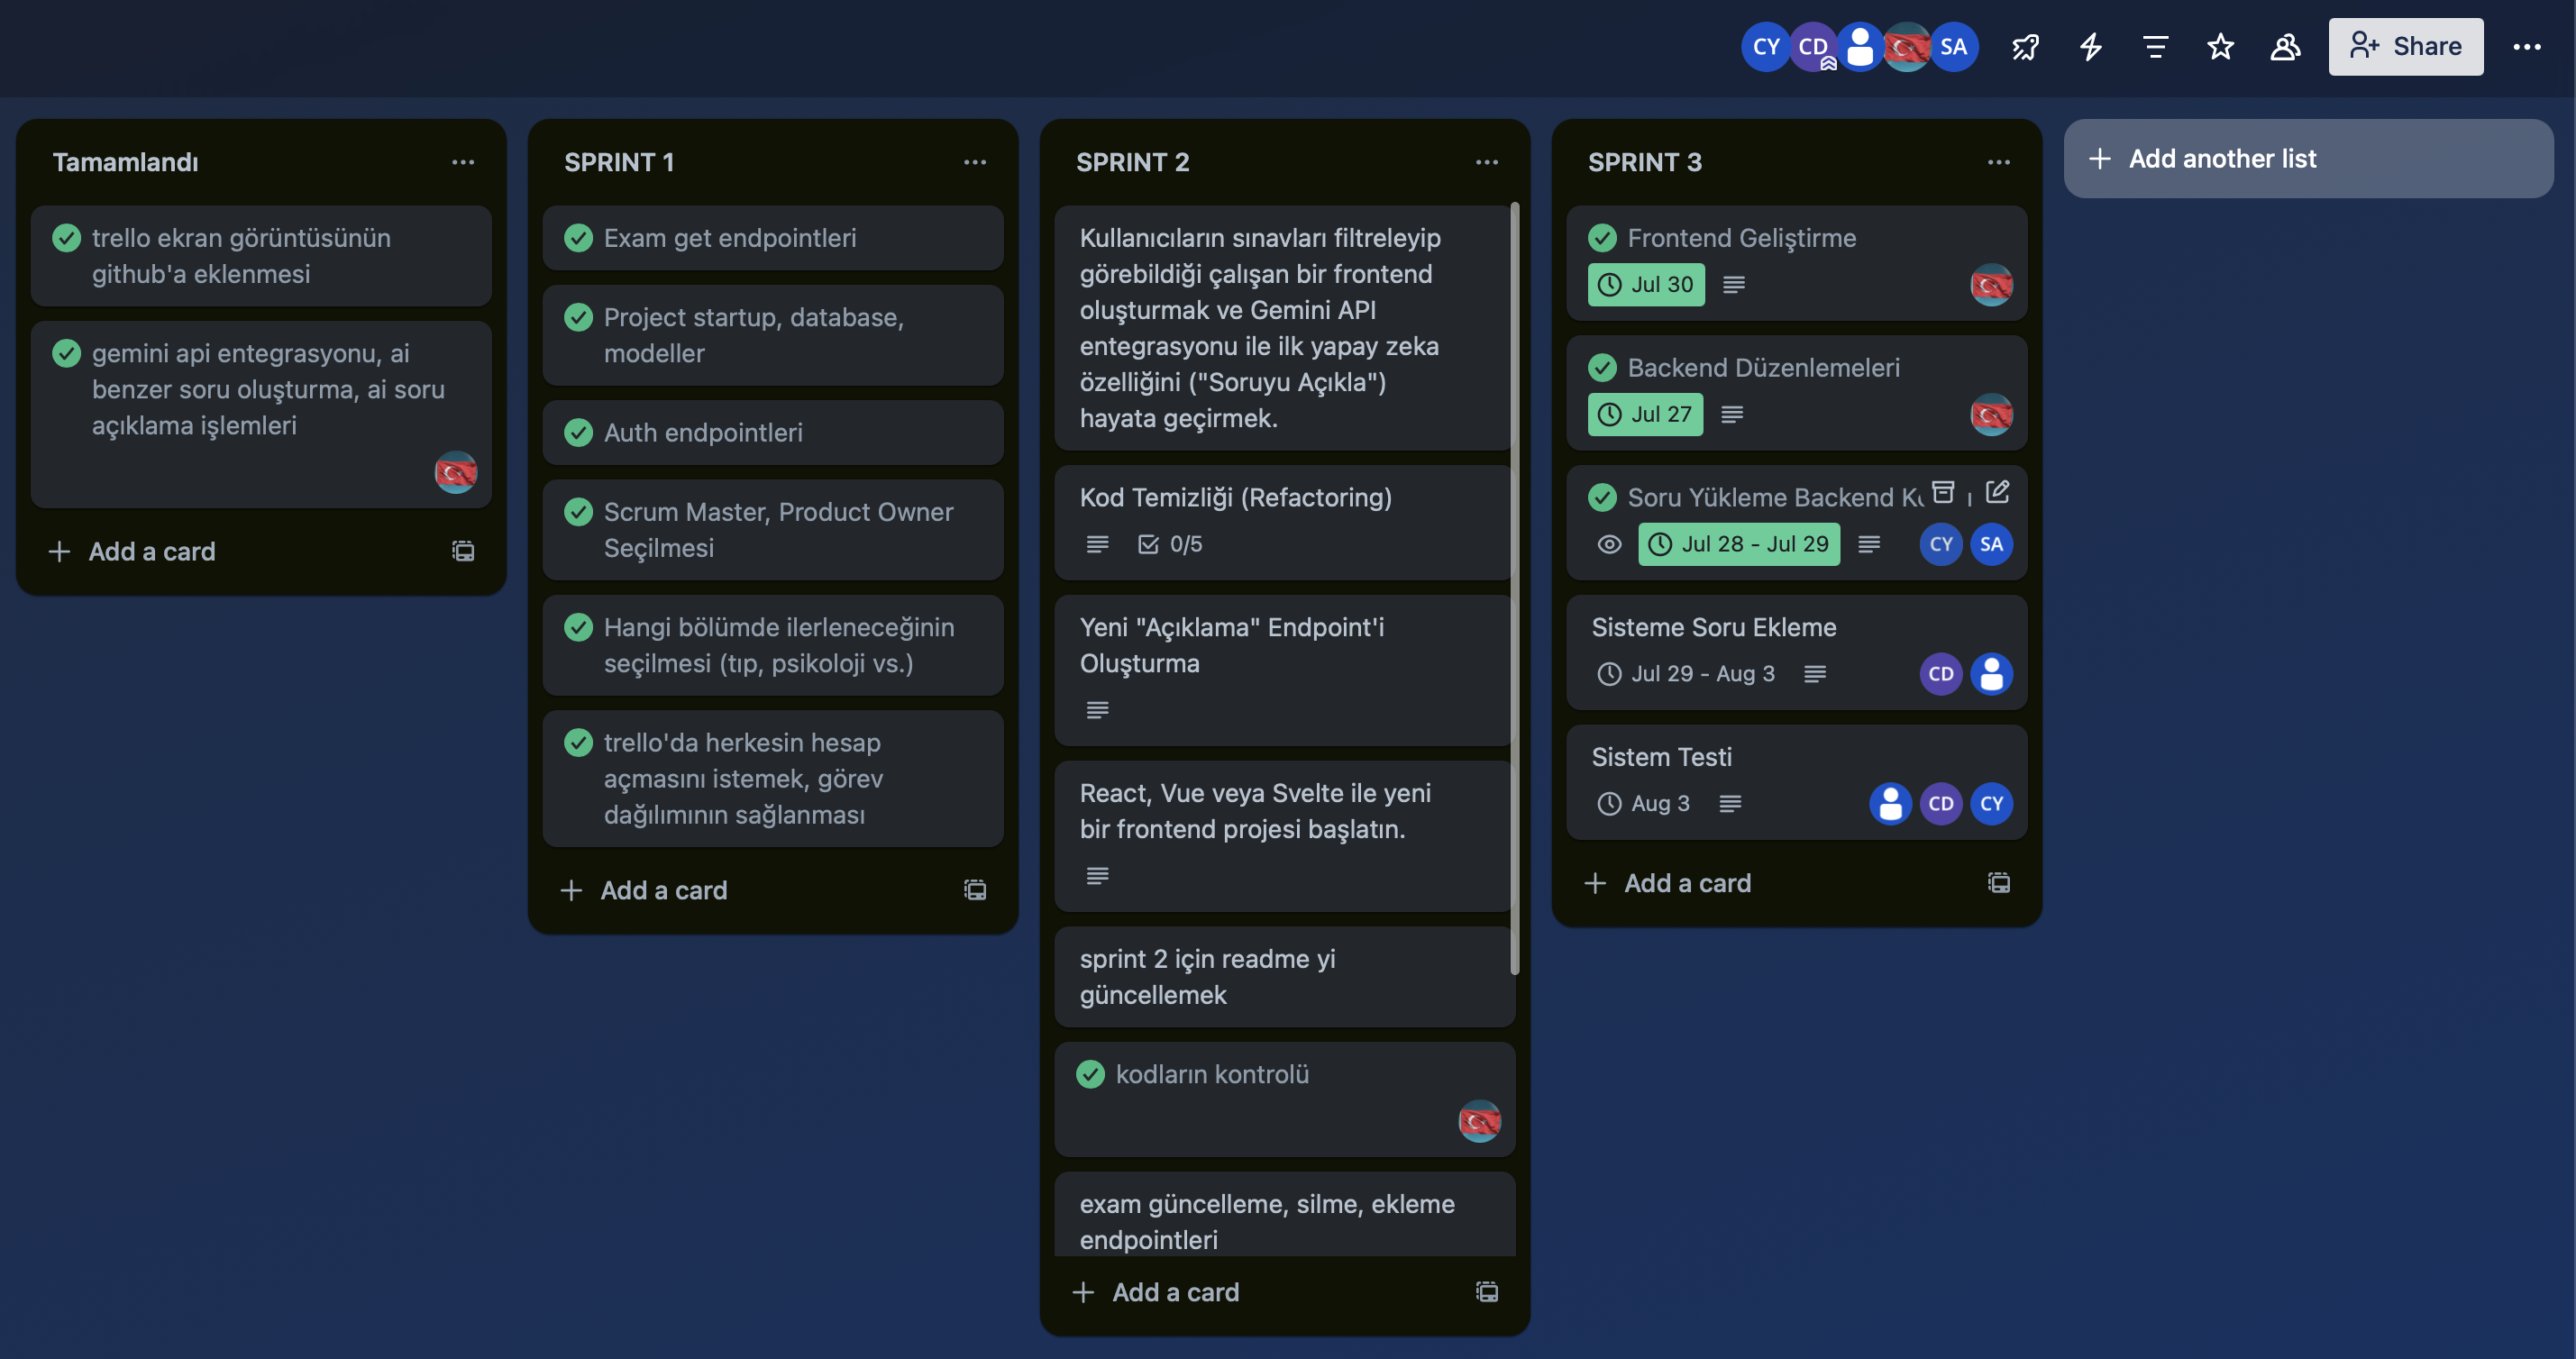 CY CD SA Share
Tamamlandı
trello ekran görüntüsünün
github'a eklenmesi
gemini api entegrasyonu, ai
benzer soru oluşturma, ai soru
açıklama işlemleri
Add a card
SPRINT 1
Exam get endpointleri
Project startup, database,
modeller
Auth endpointleri
Scrum Master, Product Owner
Seçilmesi
Hangi bölümde ilerleneceğinin
seçilmesi (tıp, psikoloji vs.)
trello'da herkesin hesap
açmasını istemek, görev
dağılımının sağlanması
Add a card
SPRINT 2
Kullanıcıların sınavları filtreleyip
görebildiği çalışan bir frontend
oluşturmak ve Gemini API
entegrasyonu ile ilk yapay zeka
özelliğini ("Soruyu Açıkla")
hayata geçirmek.
Kod Temizliği (Refactoring)
0/5
Yeni "Açıklama" Endpoint'i
Oluşturma
React, Vue veya Svelte ile yeni
bir frontend projesi başlatın.
sprint 2 için readme yi
güncellemek
kodların kontrolü
exam güncelleme, silme, ekleme
endpointleri
Add a card
SPRINT 3
Frontend Geliştirme
Jul 30
Backend Düzenlemeleri
Jul 27
Soru Yükleme Backend
Jul 28 - Jul 29 CY SA
Sisteme Soru Ekleme
Jul 29 - Aug 3 CD
Sistem Testi
Aug 3 CD CY
Add a card
Add another list